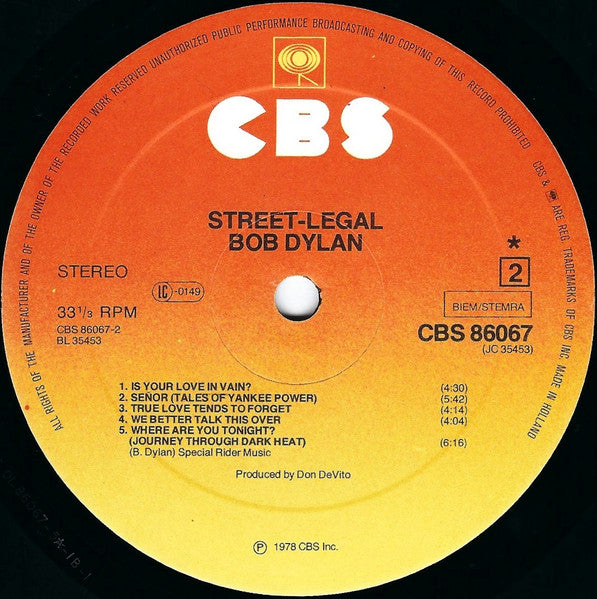 ALL RIGHTS OF THE MANUFACTURER AND OF THE OWNER OF THE RECORDED WORK RESERVED UNAUTHORIZED PUBLIC PERFORMANCE BROADCASTING AND COPYING OF THIS RECORD PROHIBITED CBS & ARE REG. TRADEMARKS OF CBS INC. MADE IN HOLLAND
CBS
STREET-LEGAL
BOB DYLAN
STEREO
LC -0149
*
2
33⅓ RPM
BIEM/STEMRA
CBS 86067-2
BL 35453
CBS 86067
(JC 35453)
1. IS YOUR LOVE IN VAIN? (4:30)
2. SEÑOR (TALES OF YANKEE POWER) (5:42)
3. TRUE LOVE TENDS TO FORGET (4:14)
4. WE BETTER TALK THIS OVER (4:04)
5. WHERE ARE YOU TONIGHT?
(JOURNEY THROUGH DARK HEAT) (6:16)
(B. Dylan) Special Rider Music
Produced by Don DeVito
℗ 1978 CBS Inc.